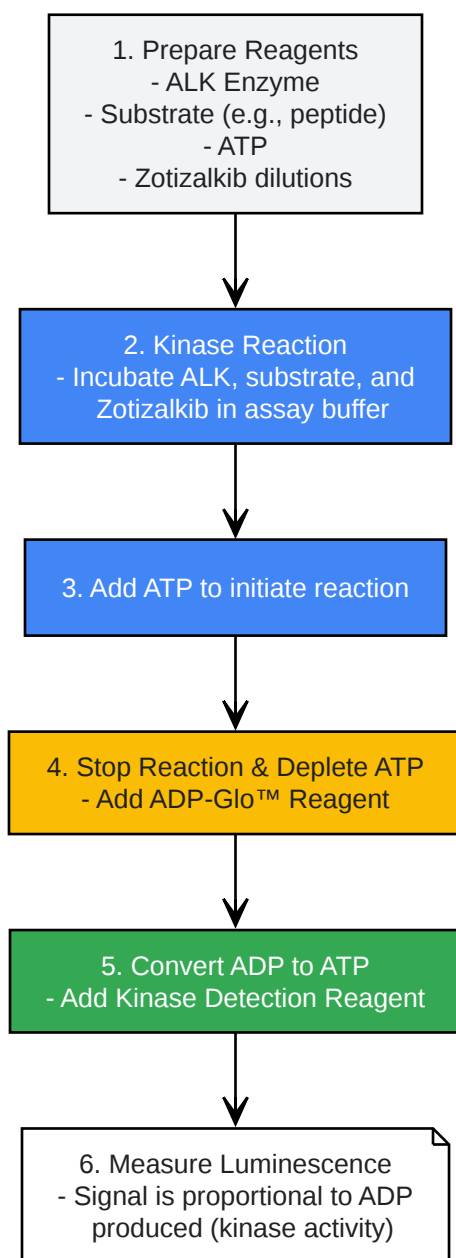 1. Prepare Reagents
- ALK Enzyme
- Substrate (e.g., peptide)
- ATP
- Zotizalkib dilutions
2. Kinase Reaction
- Incubate ALK, substrate, and
Zotizalkib in assay buffer
3. Add ATP to initiate reaction
4. Stop Reaction & Deplete ATP
- Add ADP-Glo™ Reagent
5. Convert ADP to ATP
- Add Kinase Detection Reagent
6. Measure Luminescence
- Signal is proportional to ADP
produced (kinase activity)